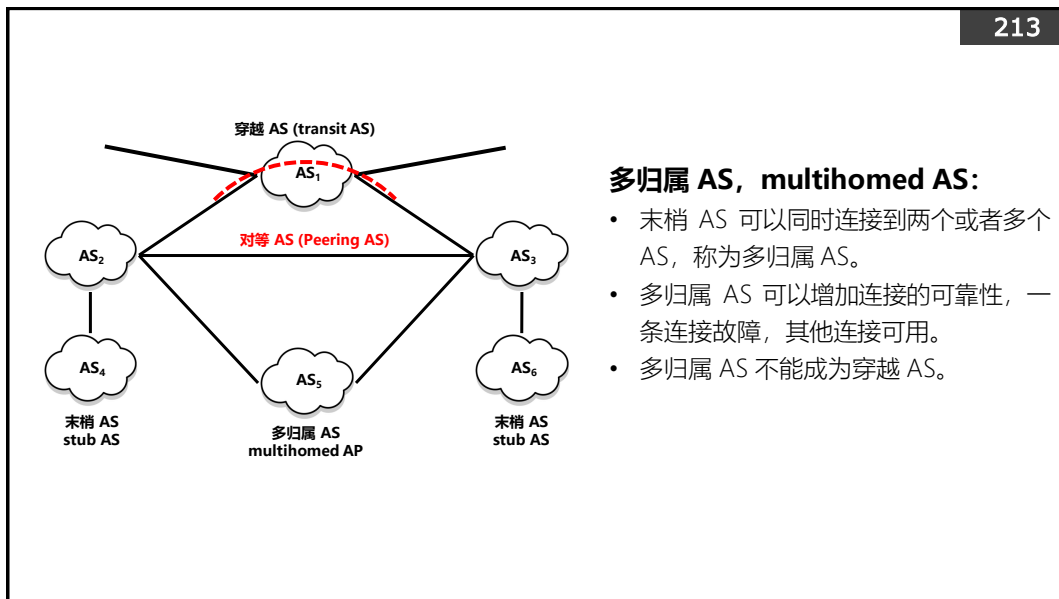 213
穿越 AS (transit AS)
AS₁
对等 AS (Peering AS)
AS₂
AS₃
AS₄
AS₅
AS₆
末梢 AS
stub AS
多归属 AS
multihomed AP
末梢 AS
stub AS
多归属 AS，multihomed AS：
• 末梢 AS 可以同时连接到两个或者多个
AS，称为多归属 AS。
• 多归属 AS 可以增加连接的可靠性，一
条连接故障，其他连接可用。
• 多归属 AS 不能成为穿越 AS。